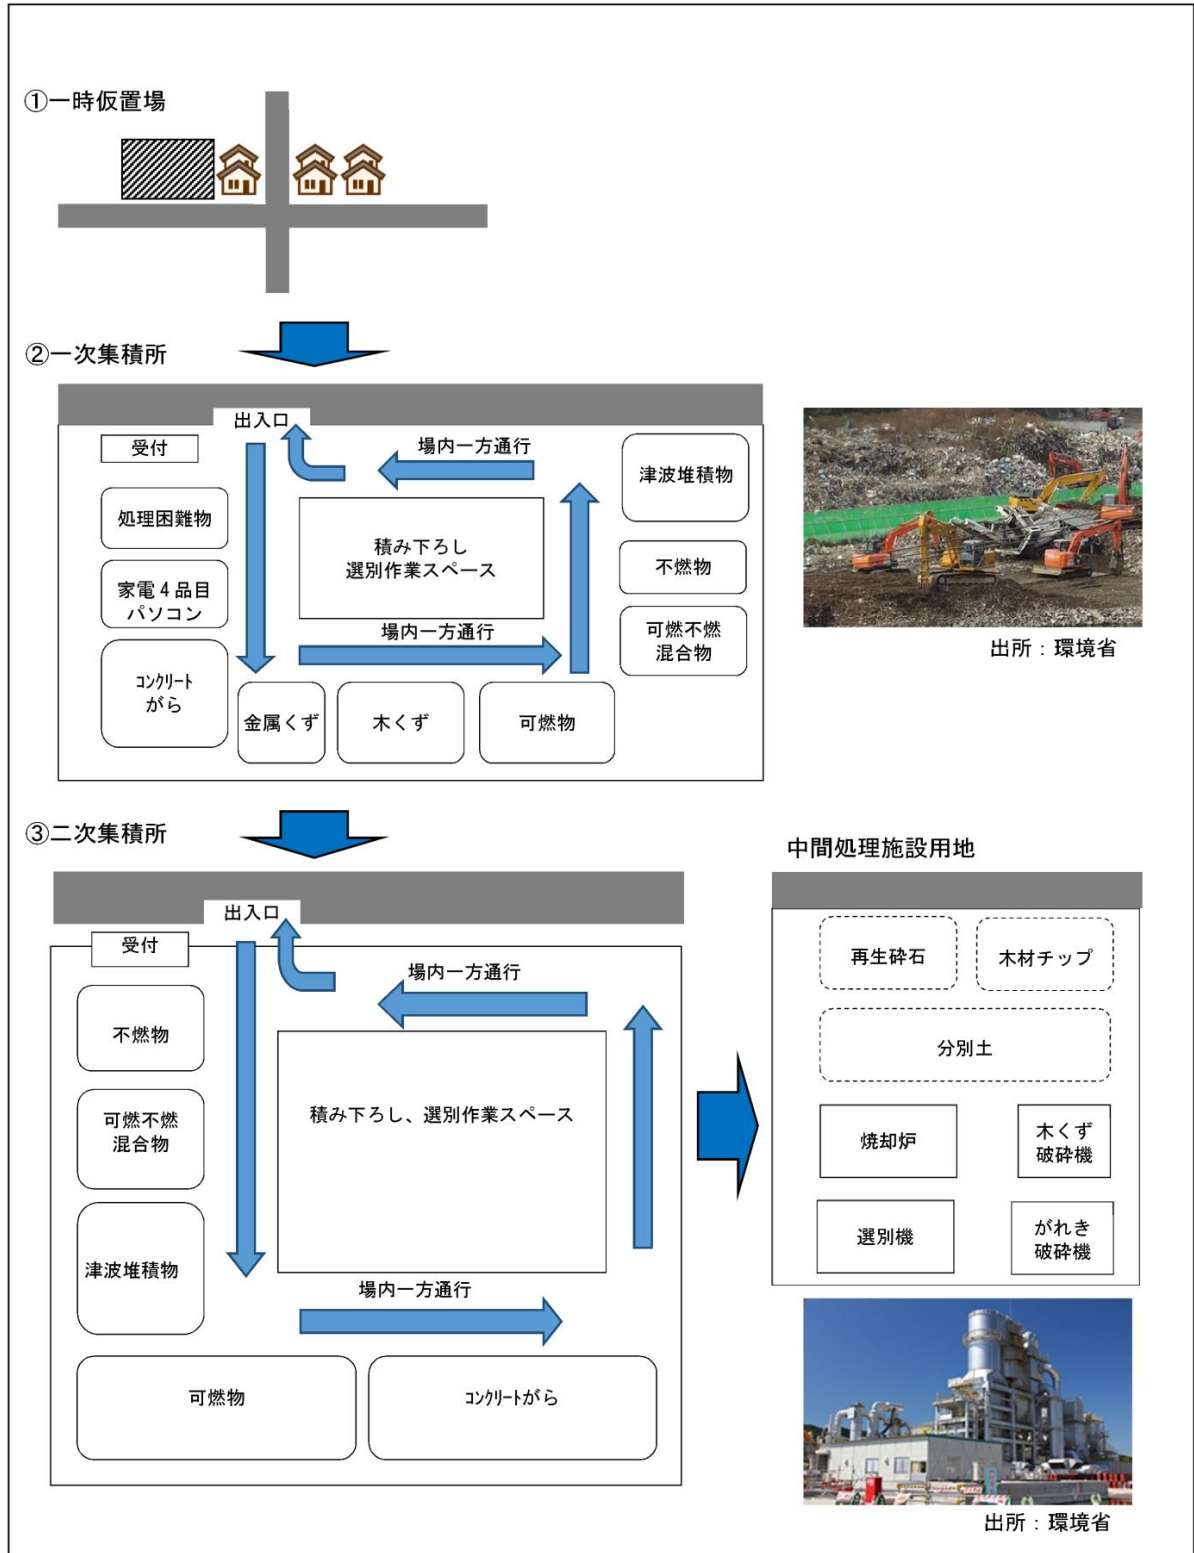 ①一時仮置場
②一次集積所
出入口
受付
場内一方通行
津波堆積物
処理困難物
積み下ろし
選別作業スペース
不燃物
家電４品目
パソコン
場内一方通行
可燃不燃
混合物
出所：環境省
コンクリート
がら
金属くず
木くず
可燃物
③二次集積所
中間処理施設用地
出入口
受付
場内一方通行
再生砕石
木材チップ
不燃物
分別土
可燃不燃
混合物
積み下ろし、選別作業スペース
焼却炉
木くず
破砕機
津波堆積物
選別機
がれき
破砕機
場内一方通行
可燃物
コンクリートがら
出所：環境省